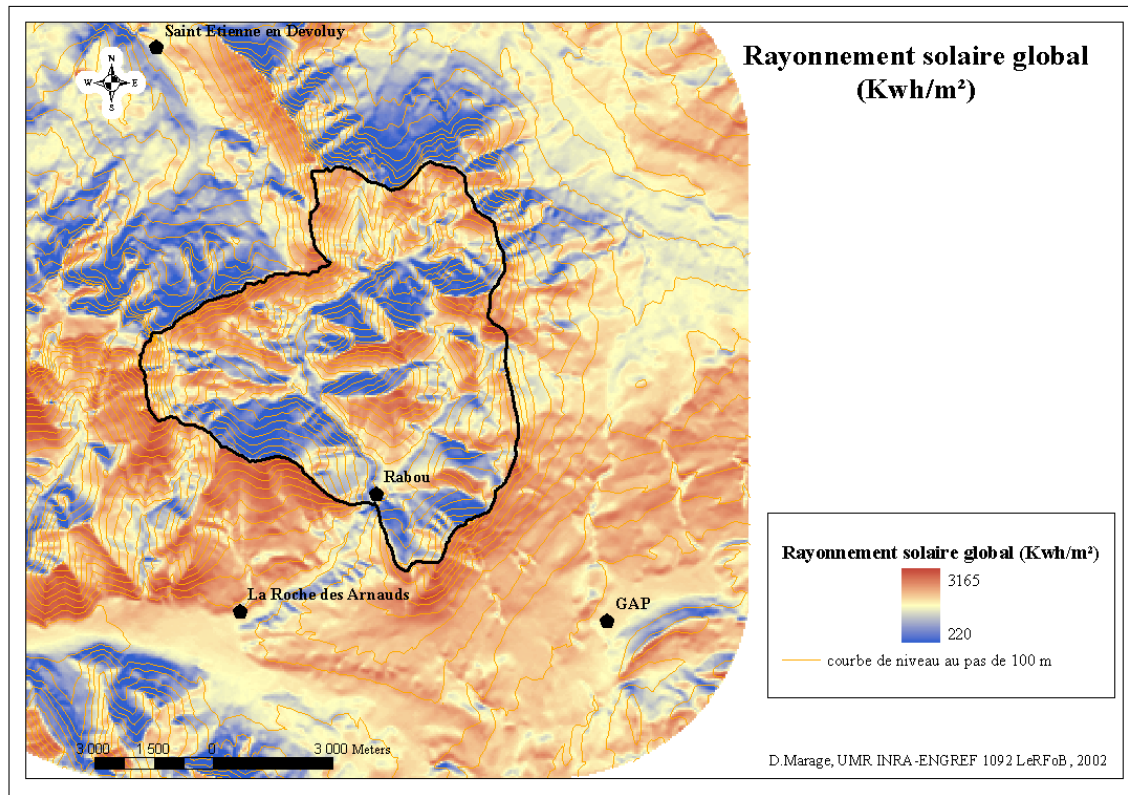 Saint Etienne en Devoluy
N
W E
S
Rayonnement solaire global
(Kwh/m²)
Rabou
La Roche des Arnauds
GAP
Rayonnement solaire global (Kwh/m²)
3165
220
courbe de niveau au pas de 100 m
3 000 1 500 0 3 000 Meters
D.Marage, UMR INRA-ENGREF 1092 LeRFoB, 2002